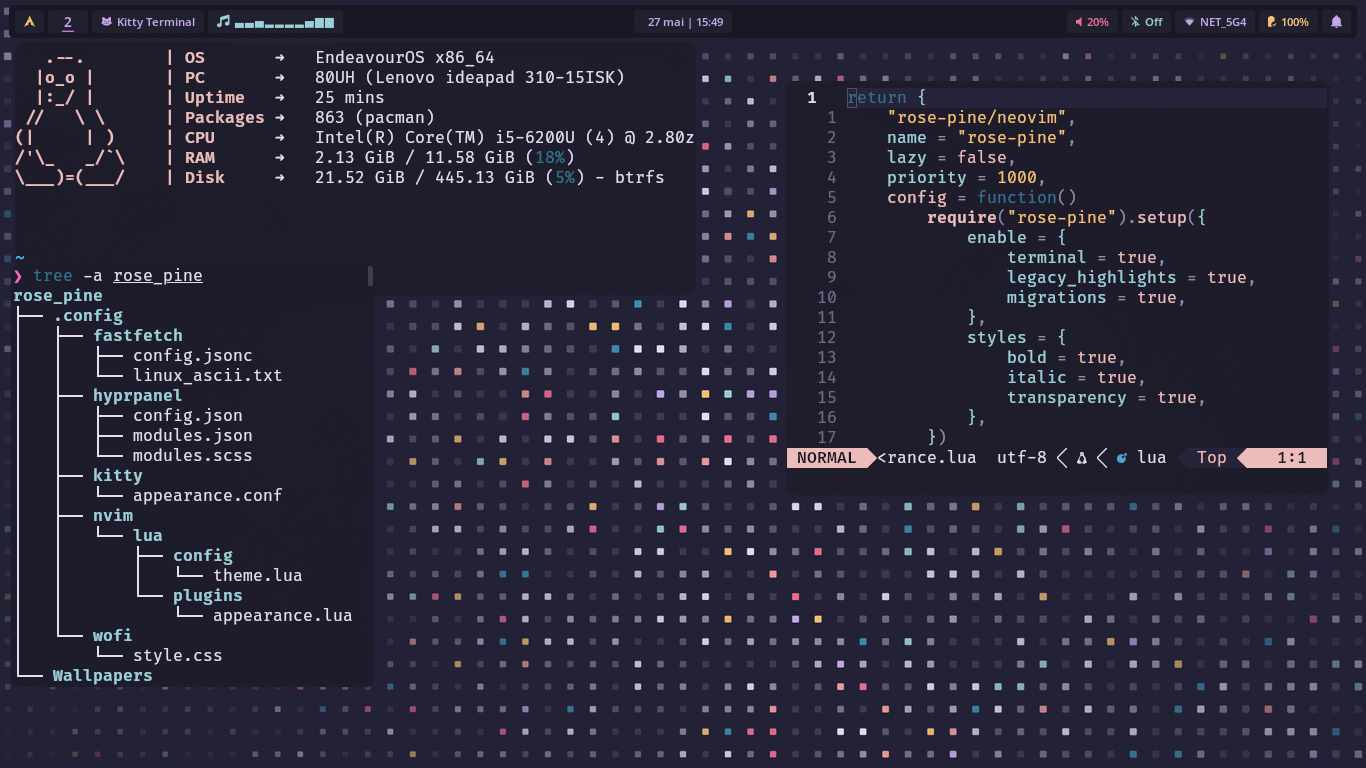 2 Kitty Terminal 27 mai | 15:49 20% Off NET_5G4 100%
.--. | OS ➜ EndeavourOS x86_64
|o_o | | PC ➜ 80UH (Lenovo ideapad 310-15ISK)
|:_/ | | Uptime ➜ 25 mins
// \ \ | Packages ➜ 863 (pacman)
(| | ) | CPU ➜ Intel(R) Core(TM) i5-6200U (4) @ 2.80z
/'\_ _/`\ | RAM ➜ 2.13 GiB / 11.58 GiB (18%)
\___)=(___/ | Disk ➜ 21.52 GiB / 445.13 GiB (5%) - btrfs
~
❯ tree -a rose_pine
rose_pine
├── .config
│   ├── fastfetch
│   │   ├── config.jsonc
│   │   └── linux_ascii.txt
│   ├── hyprpanel
│   │   ├── config.json
│   │   ├── modules.json
│   │   └── modules.scss
│   ├── kitty
│   │   └── appearance.conf
│   ├── nvim
│   │   └── lua
│   │       ├── config
│   │       │   └── theme.lua
│   │       └── plugins
│   │           └── appearance.lua
│   └── wofi
│       └── style.css
└── Wallpapers
1 return {
1 "rose-pine/neovim",
2 name = "rose-pine",
3 lazy = false,
4 priority = 1000,
5 config = function()
6 require("rose-pine").setup({
7 enable = {
8 terminal = true,
9 legacy_highlights = true,
10 migrations = true,
11 },
12 styles = {
13 bold = true,
14 italic = true,
15 transparency = true,
16 },
17 })
NORMAL <rance.lua utf-8 lua Top 1:1